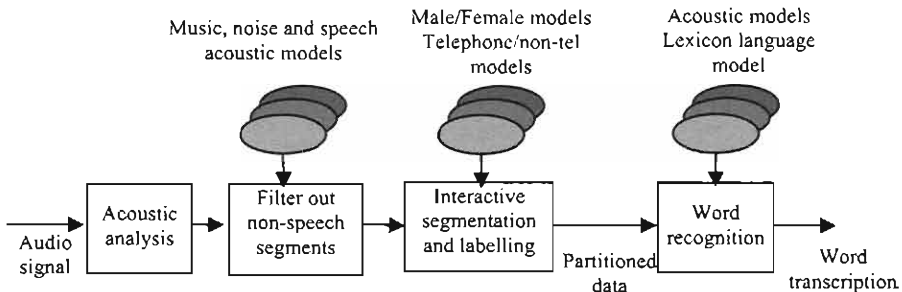 Music, noise and speech
acoustic models
Male/Female models
Telephone/non-tel
models
Acoustic models
Lexicon language
model
Audio
signal
Acoustic
analysis
Filter out
non-speech
segments
Interactive
segmentation
and labelling
Partitioned
data
Word
recognition
Word
transcription